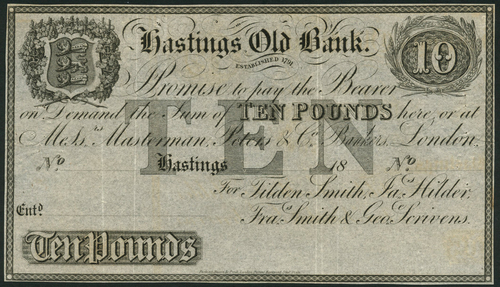 Hastings Old Bank.
ESTABLISHED 1791.
10
Promise to pay the Bearer
on Demand the Sum of TEN POUNDS here, or at
Mess.rs Masterman, Peters & Co. Bankers, London.
TEN
No Hastings 18 No
For Tilden Smith, Jas. Hilder,
Fra.s Smith & Geo. Scrivens.
Entd.
Ten Pounds